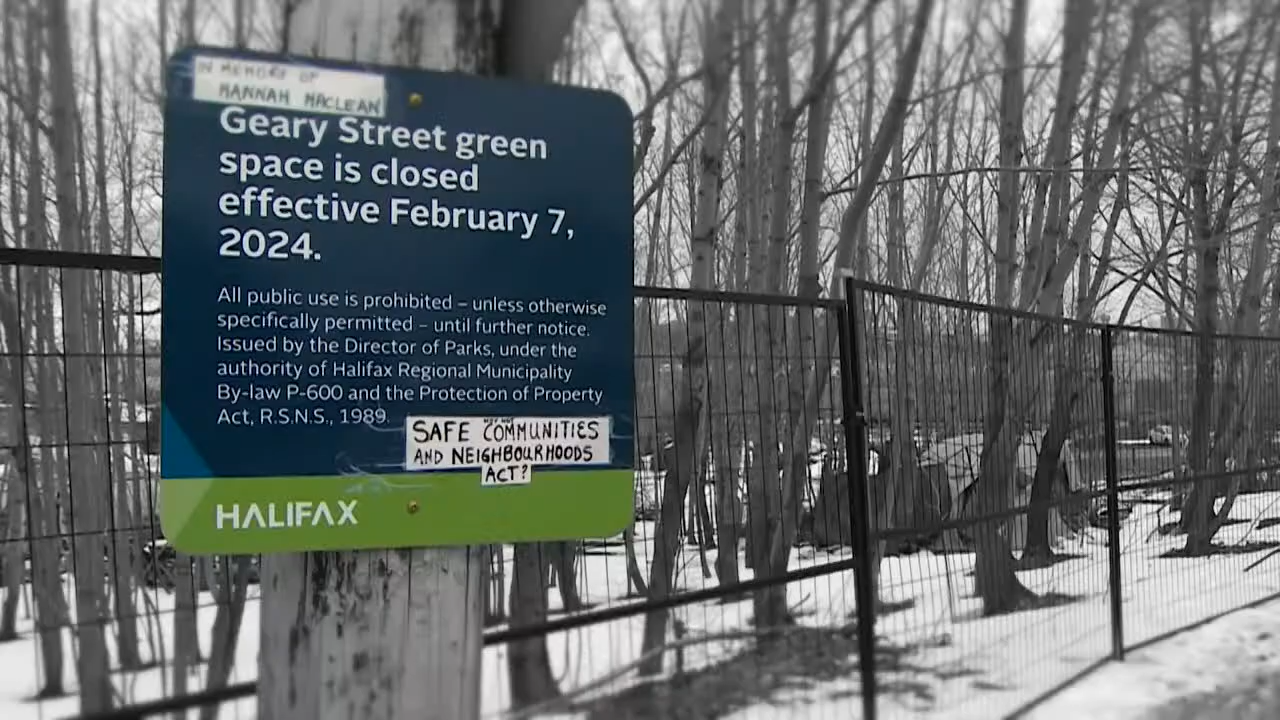 IN MEMORY OF
HANNAH MACLEAN
Geary Street green
space is closed
effective February 7,
2024.
All public use is prohibited – unless otherwise
specifically permitted – until further notice.
Issued by the Director of Parks, under the
authority of Halifax Regional Municipality
By-law P-600 and the Protection of Property
Act, R.S.N.S., 1989.
WHY NOT
SAFE COMMUNITIES
AND NEIGHBOURHOODS
ACT?
HALIFAX